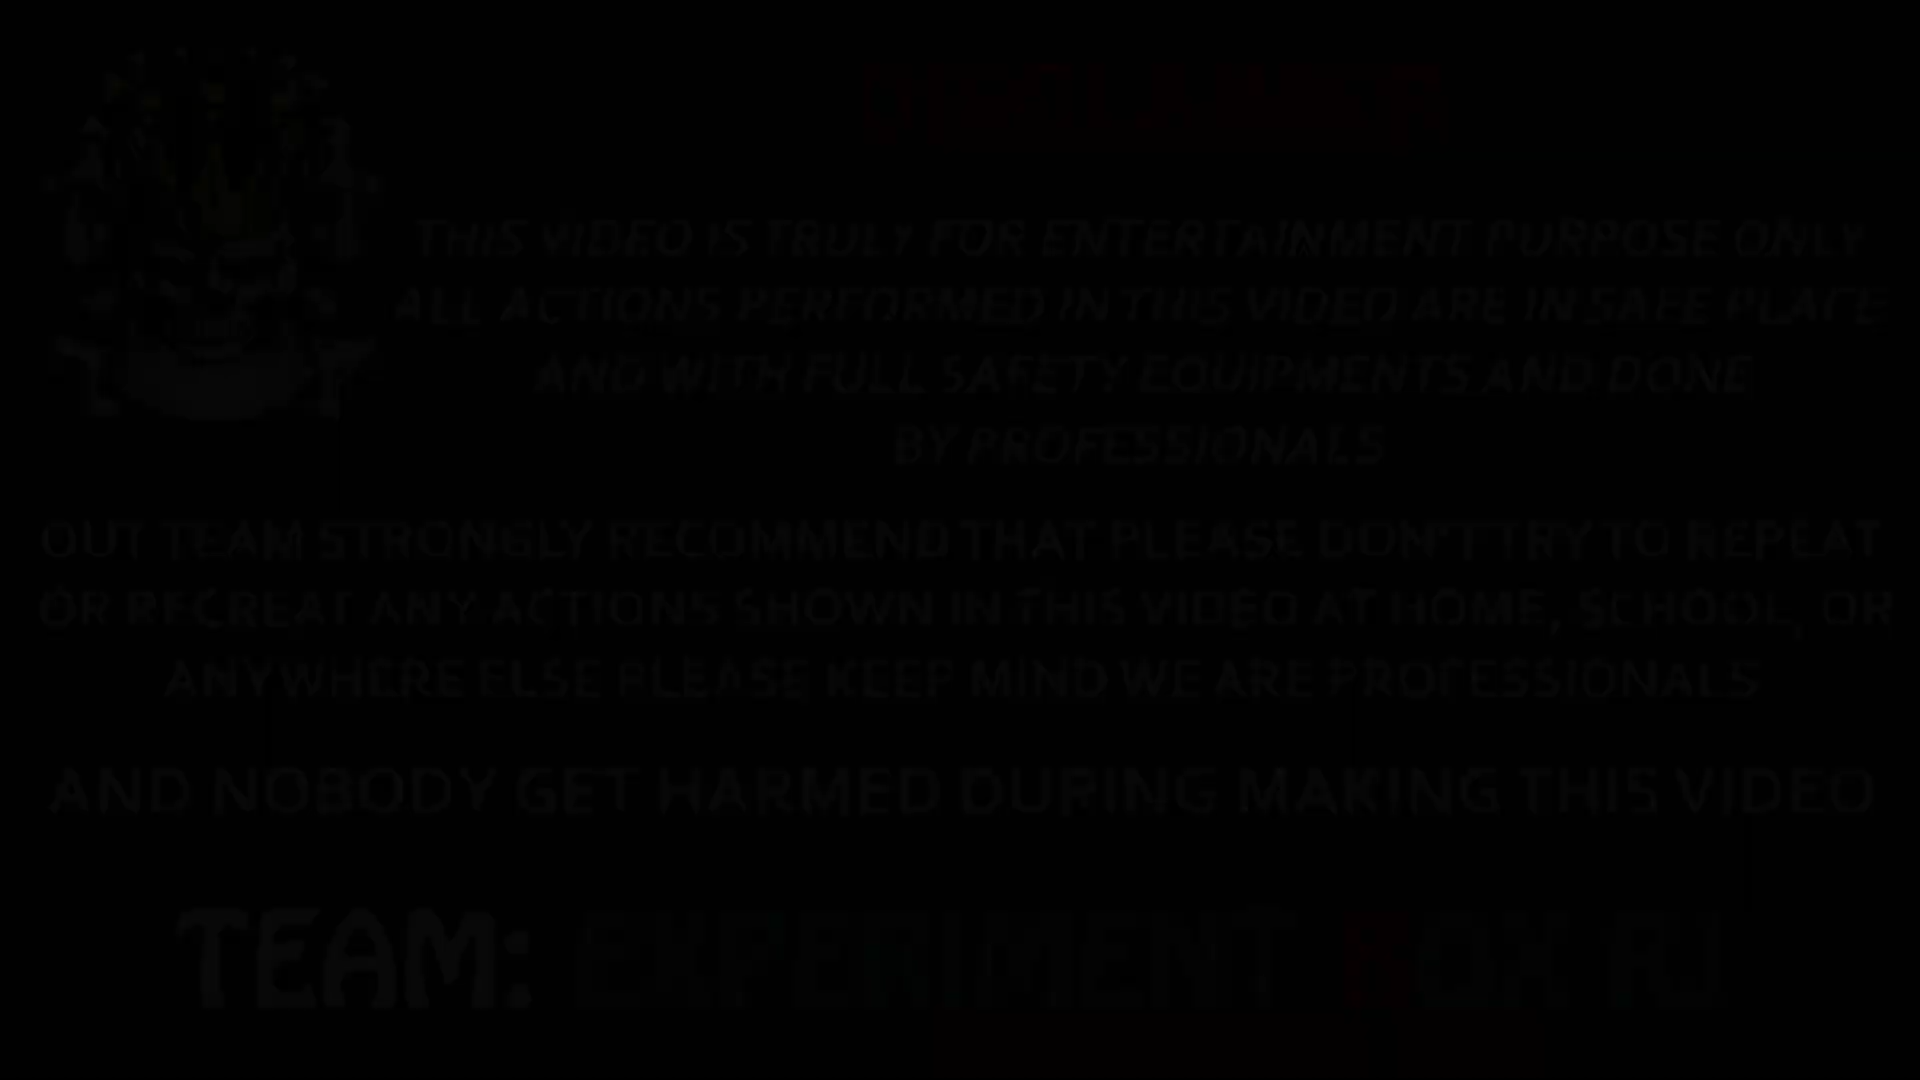 DISCLAIMER
THIS VIDEO IS TRULY FOR ENTERTAINMENT PURPOSE ONLY
ALL ACTIONS PERFORMED IN THIS VIDEO ARE IN SAFE PLACE
AND WITH FULL SAFETY EQUIPMENTS AND DONE
BY PROFESSIONALS
OUT TEAM STRONGLY RECOMMEND THAT PLEASE DON'T TRY TO REPEAT
OR RECREAT ANY ACTIONS SHOWN IN THIS VIDEO AT HOME, SCHOOL, OR
ANYWHERE ELSE PLEASE KEEP MIND WE ARE PROFESSIONALS
AND NOBODY GET HARMED DURING MAKING THIS VIDEO
TEAM: EXPERIMENT